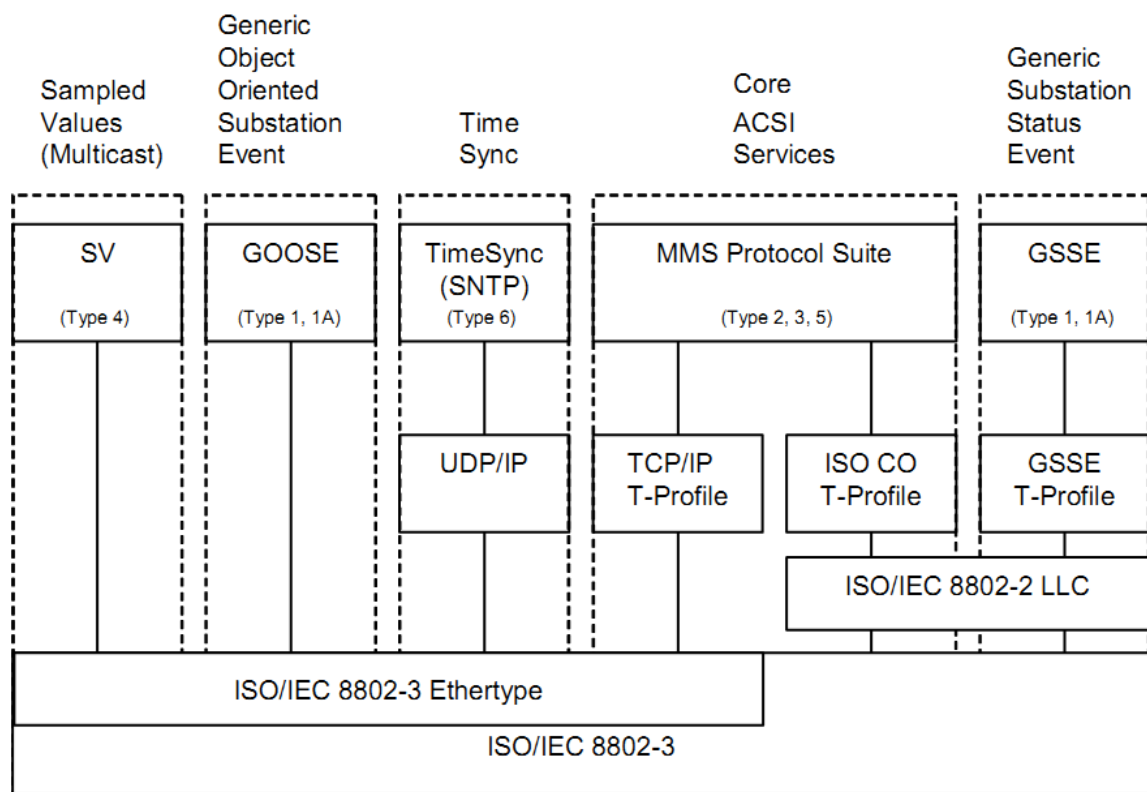 Sampled
Values
(Multicast)
Generic
Object
Oriented
Substation
Event
Time
Sync
Core
ACSI
Services
Generic
Substation
Status
Event
SV
(Type 4)
GOOSE
(Type 1, 1A)
TimeSync
(SNTP)
(Type 6)
MMS Protocol Suite
(Type 2, 3, 5)
GSSE
(Type 1, 1A)
UDP/IP
TCP/IP
T-Profile
ISO CO
T-Profile
GSSE
T-Profile
ISO/IEC 8802-2 LLC
ISO/IEC 8802-3 Ethertype
ISO/IEC 8802-3